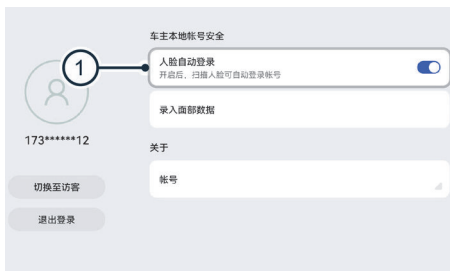 车主本地帐号安全
1
人脸自动登录
开启后，扫描人脸可自动登录帐号
录入面部数据
173******12
关于
切换至访客
帐号
退出登录